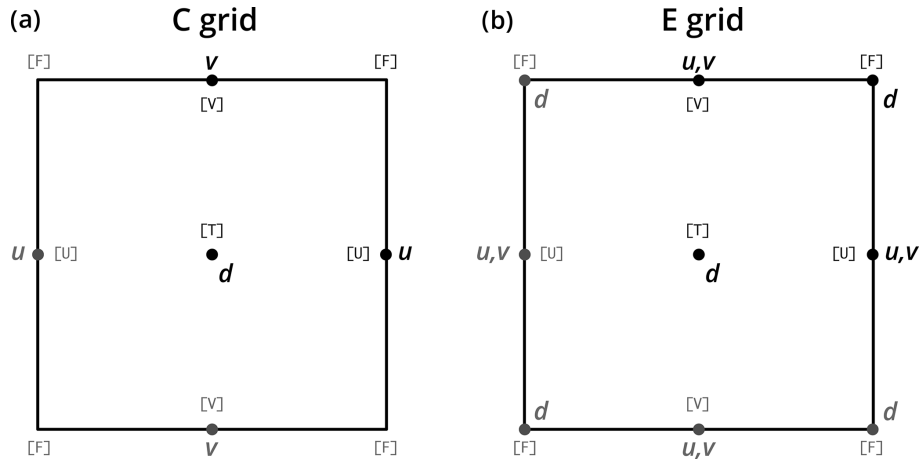 (a) C grid
[F] v [F]
[V]
[T]
u [U] [U] u
d
[V]
[F] v [F]
(b) E grid
[F] u,v [F]
d [V] d
[T]
u,v [U] [U] u,v
d
d [V] d
[F] u,v [F]